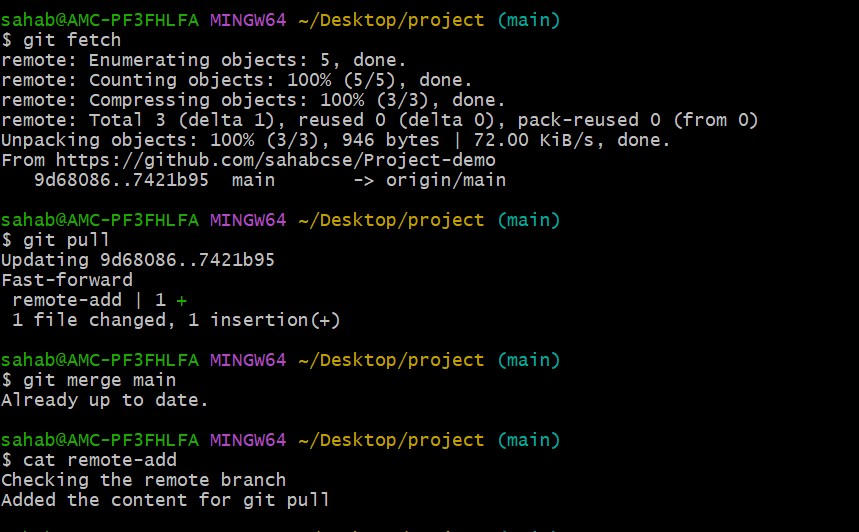 sahab@AMC-PF3FHLFA MINGW64 ~/Desktop/project (main)
$ git fetch
remote: Enumerating objects: 5, done.
remote: Counting objects: 100% (5/5), done.
remote: Compressing objects: 100% (3/3), done.
remote: Total 3 (delta 1), reused 0 (delta 0), pack-reused 0 (from 0)
Unpacking objects: 100% (3/3), 946 bytes | 72.00 KiB/s, done.
From https://github.com/sahabcse/Project-demo
   9d68086..7421b95  main       -> origin/main

sahab@AMC-PF3FHLFA MINGW64 ~/Desktop/project (main)
$ git pull
Updating 9d68086..7421b95
Fast-forward
 remote-add | 1 +
 1 file changed, 1 insertion(+)

sahab@AMC-PF3FHLFA MINGW64 ~/Desktop/project (main)
$ git merge main
Already up to date.

sahab@AMC-PF3FHLFA MINGW64 ~/Desktop/project (main)
$ cat remote-add
Checking the remote branch
Added the content for git pull